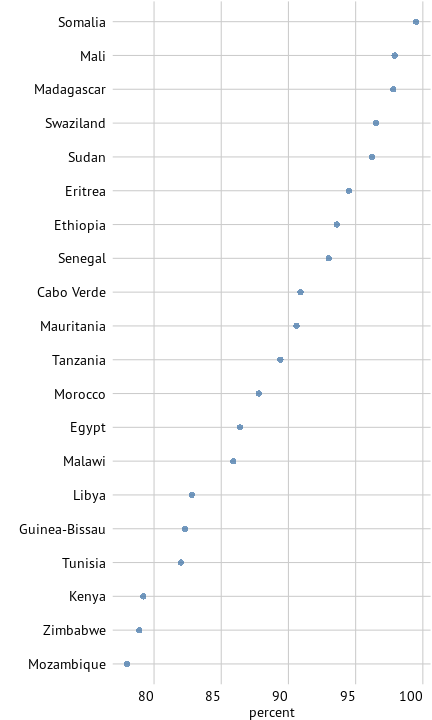 Somalia
Mali
Madagascar
Swaziland
Sudan
Eritrea
Ethiopia
Senegal
Cabo Verde
Mauritania
Tanzania
Morocco
Egypt
Malawi
Libya
Guinea-Bissau
Tunisia
Kenya
Zimbabwe
Mozambique
80 85 90 95 100
percent